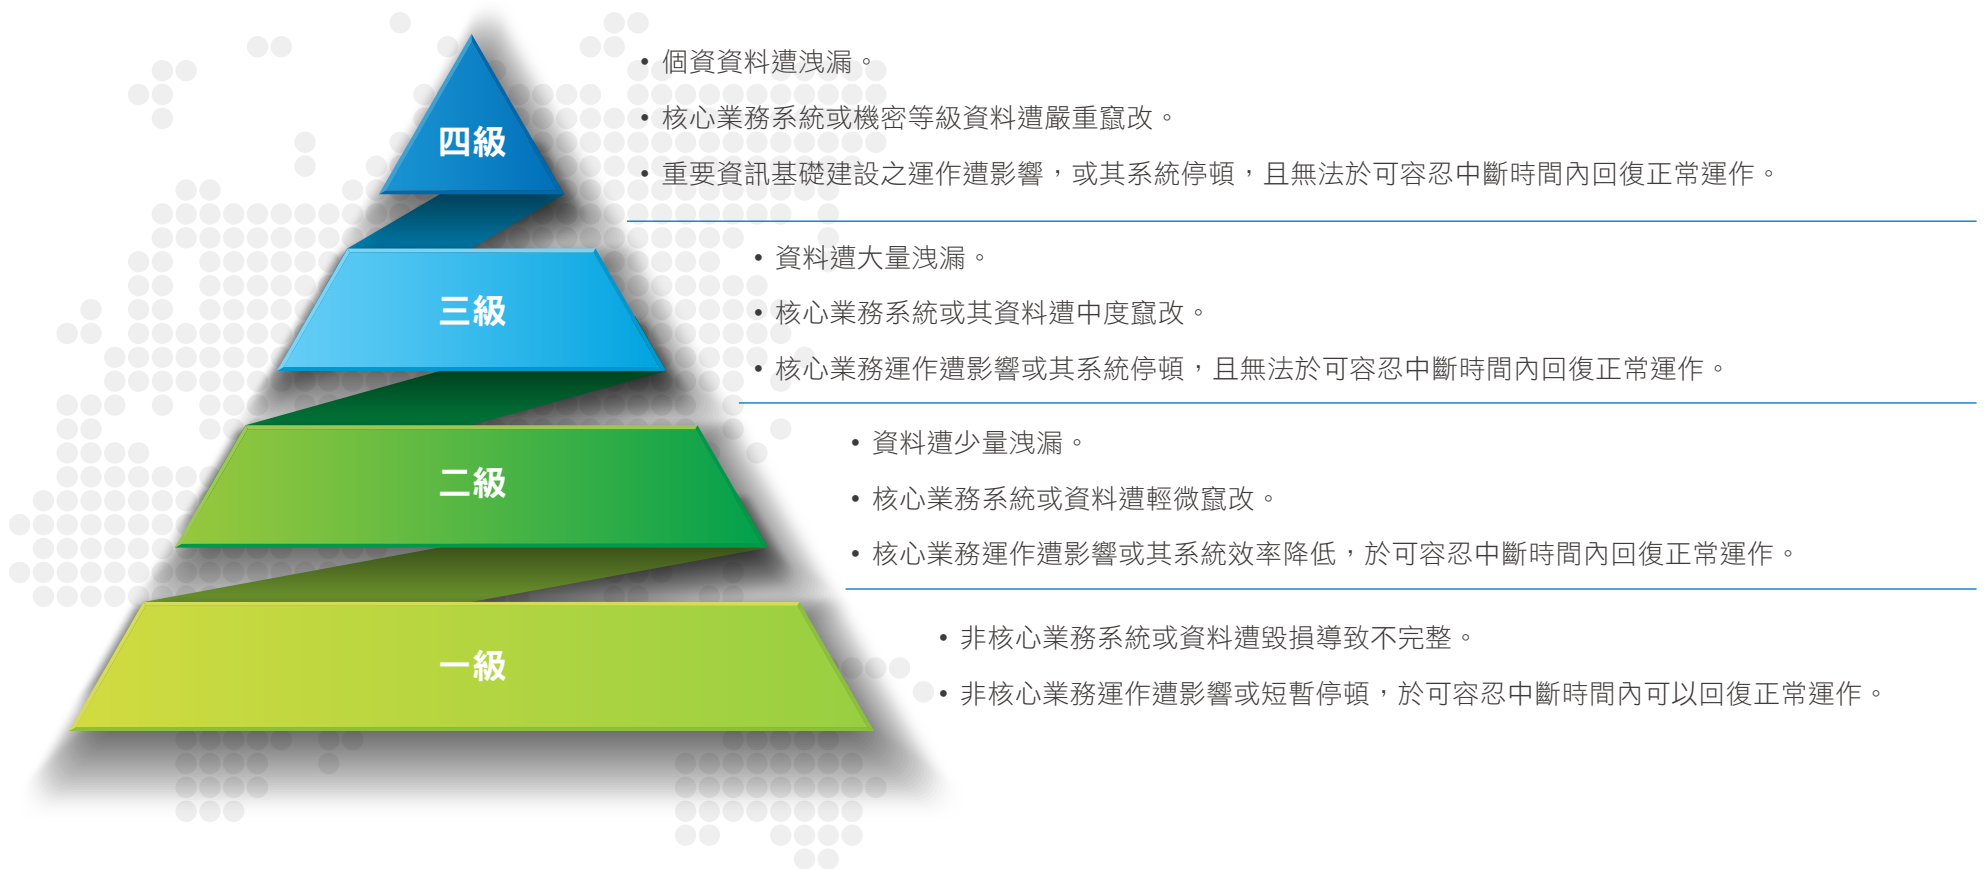 四級
• 個資資料遭洩漏。
• 核心業務系統或機密等級資料遭嚴重竄改。
• 重要資訊基礎建設之運作遭影響，或其系統停頓，且無法於可容忍中斷時間內回復正常運作。
三級
• 資料遭大量洩漏。
• 核心業務系統或其資料遭中度竄改。
• 核心業務運作遭影響或其系統停頓，且無法於可容忍中斷時間內回復正常運作。
二級
• 資料遭少量洩漏。
• 核心業務系統或資料遭輕微竄改。
• 核心業務運作遭影響或其系統效率降低，於可容忍中斷時間內回復正常運作。
一級
• 非核心業務系統或資料遭毀損導致不完整。
• 非核心業務運作遭影響或短暫停頓，於可容忍中斷時間內可以回復正常運作。